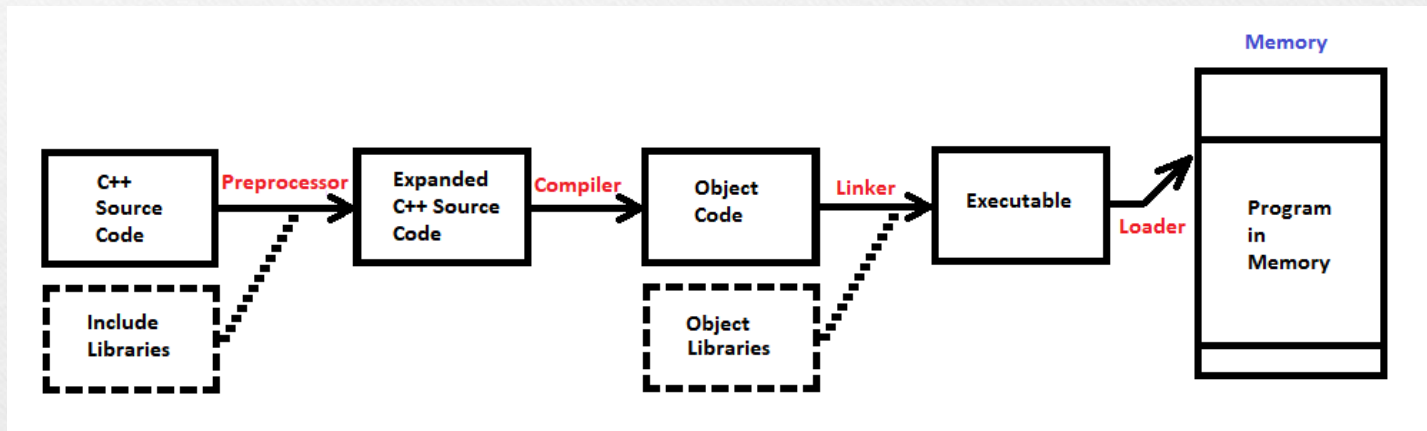 Memory
C++
Source
Code
Preprocessor
Expanded
C++ Source
Code
Compiler
Object
Code
Linker
Executable
Loader
Program
in
Memory
Include
Libraries
Object
Libraries